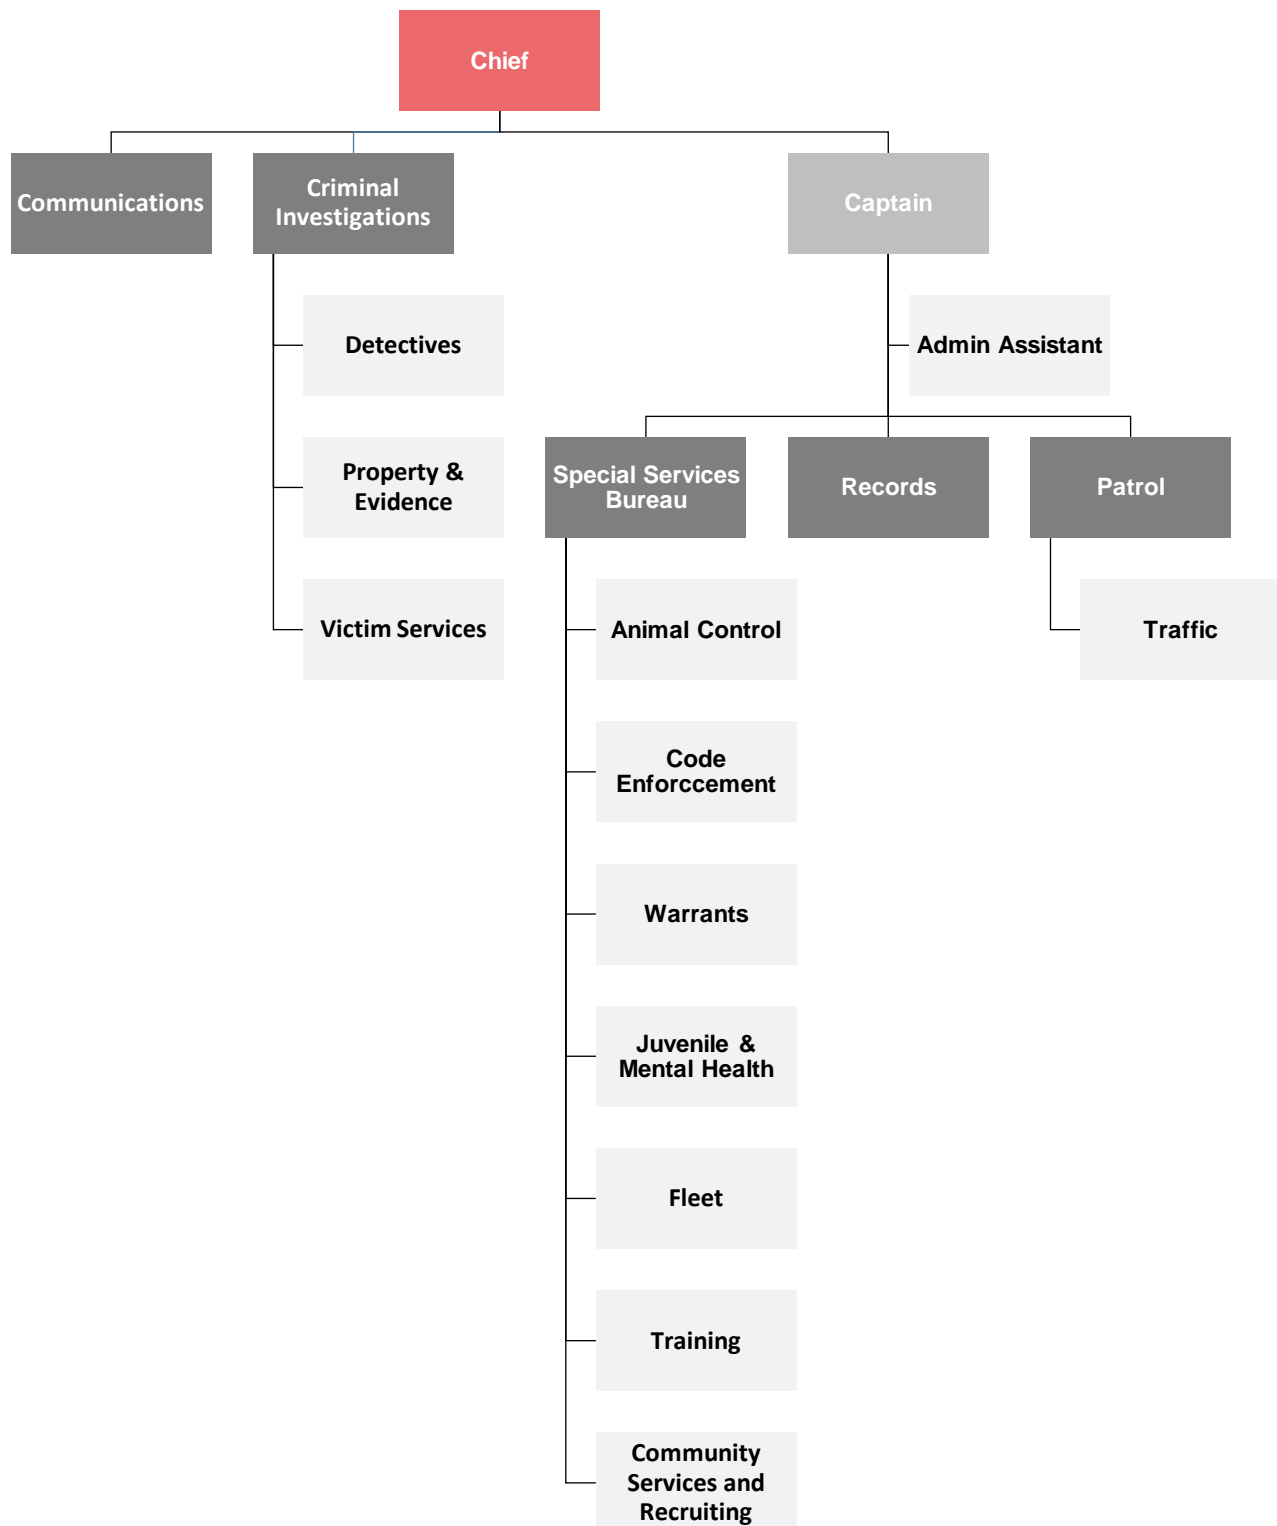 Chief
Communications
Criminal
Investigations
Captain
Detectives
Admin Assistant
Property &
Evidence
Special Services
Bureau
Records
Patrol
Victim Services
Animal Control
Traffic
Code
Enforccement
Warrants
Juvenile &
Mental Health
Fleet
Training
Community
Services and
Recruiting